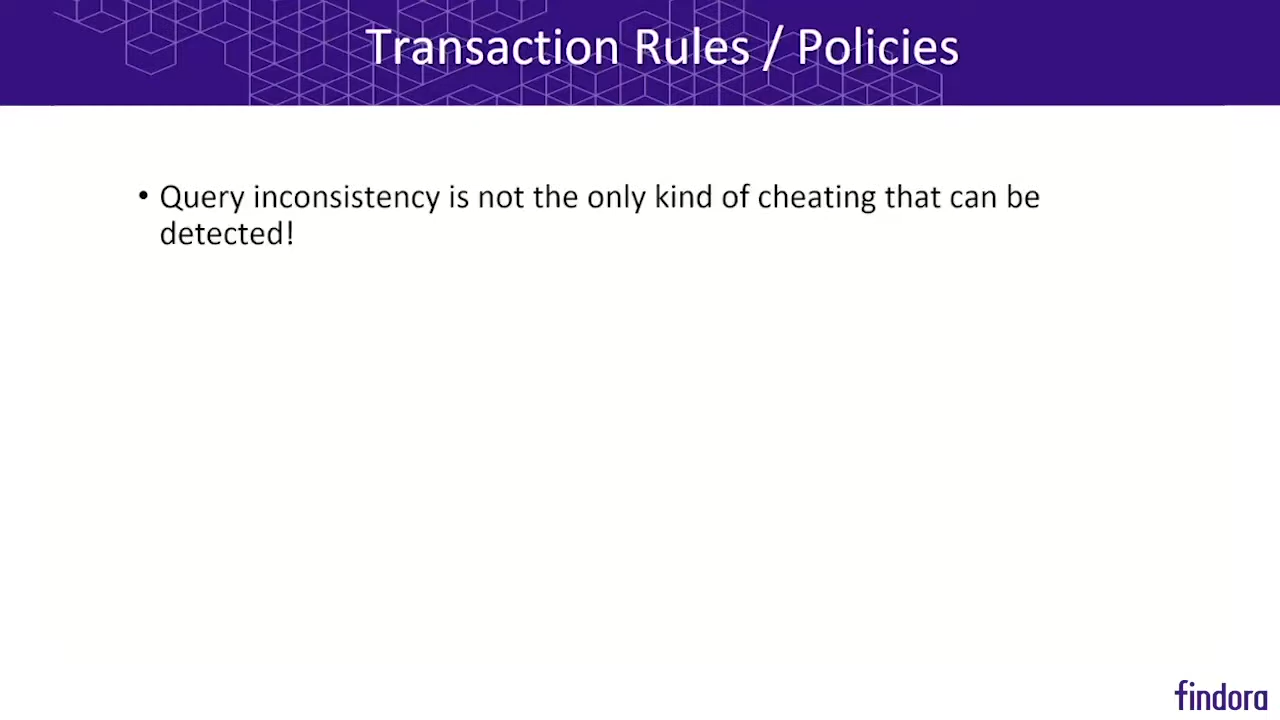 Transaction Rules / Policies
• Query inconsistency is not the only kind of cheating that can be
detected!
findora